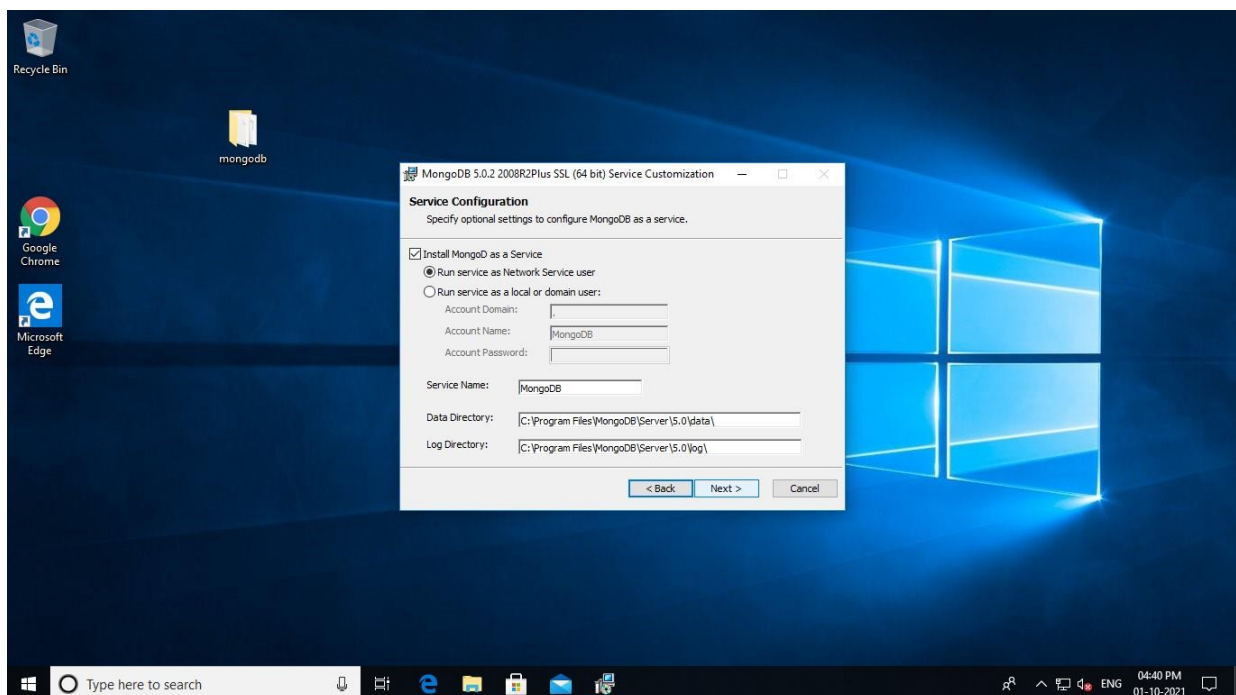 Recycle Bin
mongodb
Google
Chrome
Microsoft
Edge
MongoDB 5.0.2 2008R2Plus SSL (64 bit) Service Customization
Service Configuration
Specify optional settings to configure MongoDB as a service.
Install MongoD as a Service
Run service as Network Service user
Run service as a local or domain user:
Account Domain: .
Account Name: MongoDB
Account Password:
Service Name: MongoDB
Data Directory: C:\Program Files\MongoDB\Server\5.0\data\
Log Directory: C:\Program Files\MongoDB\Server\5.0\log\
< Back Next > Cancel
Type here to search
ENG
04:40 PM
01-10-2021